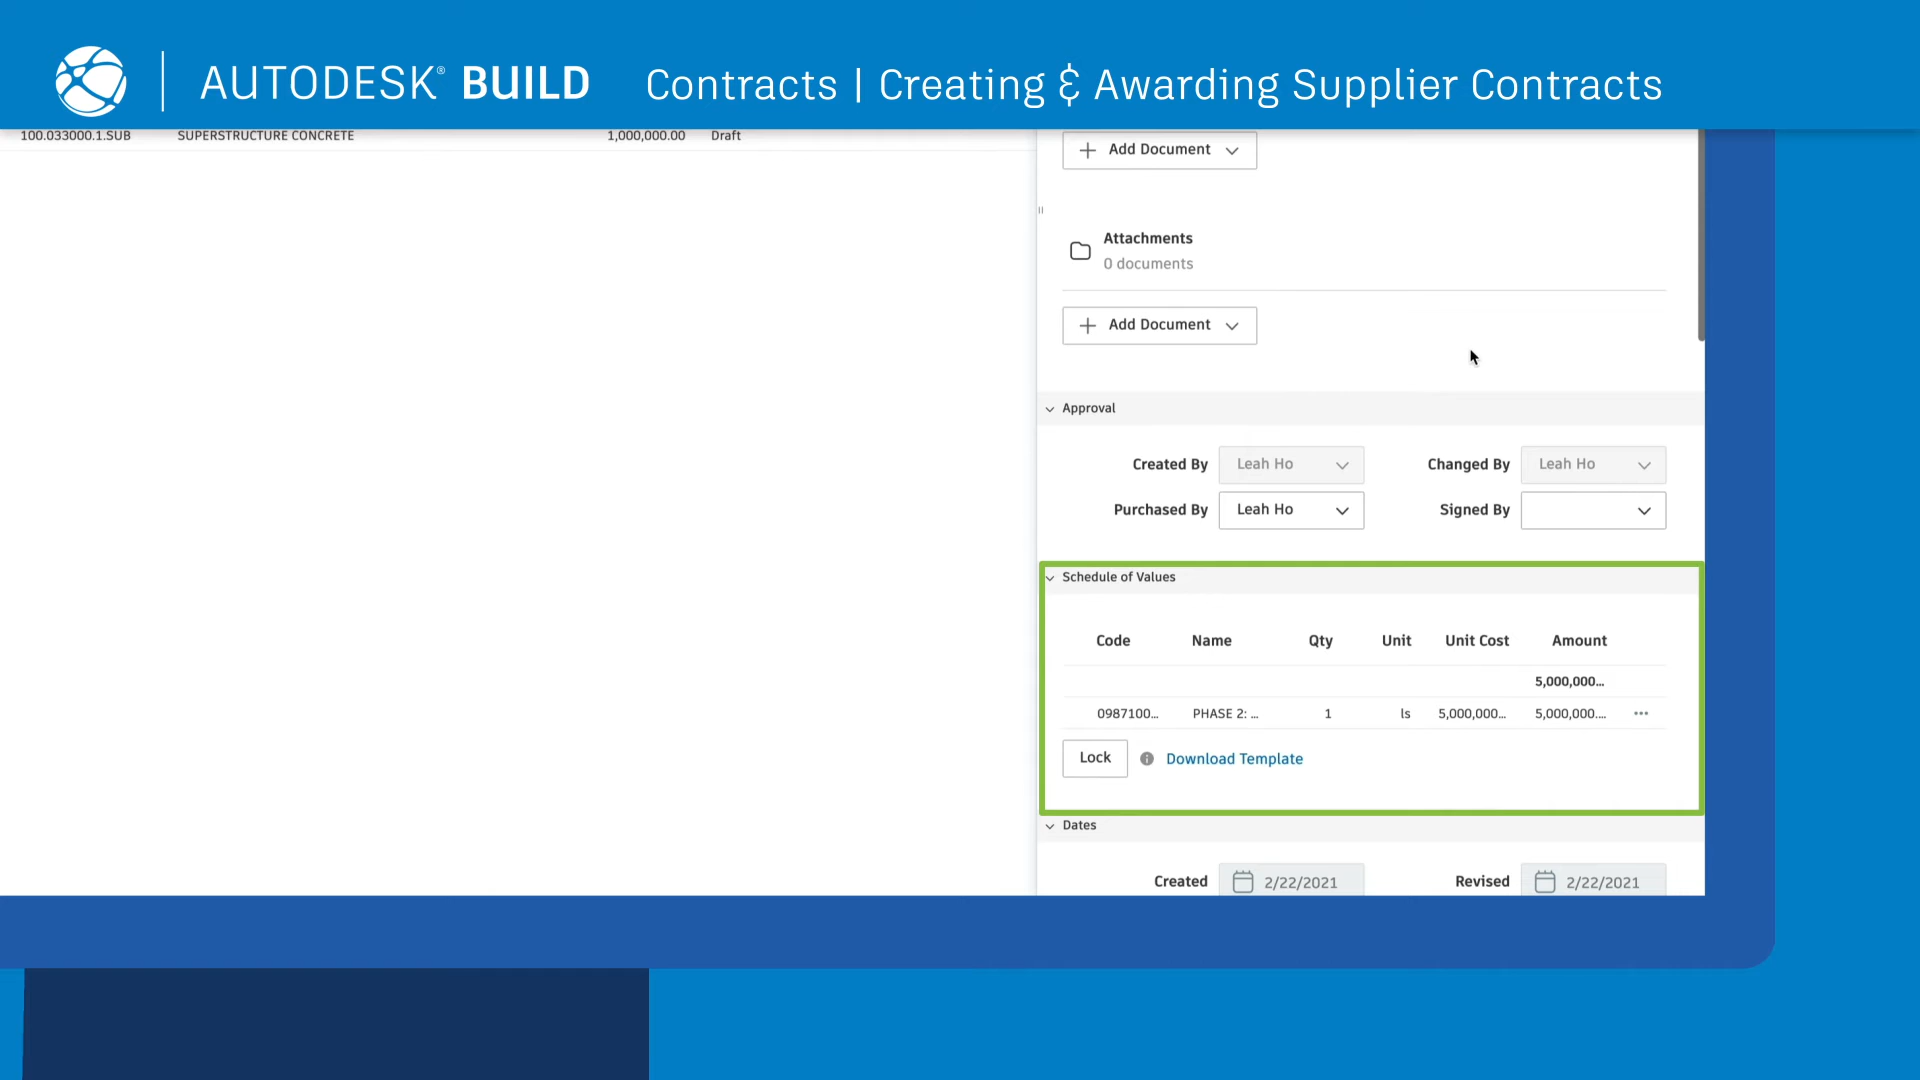 AUTODESK® BUILD Contracts | Creating & Awarding Supplier Contracts
100.033000.1.SUB SUPERSTRUCTURE CONCRETE 1,000,000.00 Draft
Add Document
Attachments
0 documents
Add Document
Approval
Created By Leah Ho Changed By Leah Ho
Purchased By Leah Ho Signed By
Schedule of Values
Code Name Qty Unit Unit Cost Amount
5,000,000...
0987100... PHASE 2: ... 1 ls 5,000,000... 5,000,000....
Lock Download Template
Dates
Created 2/22/2021 Revised 2/22/2021